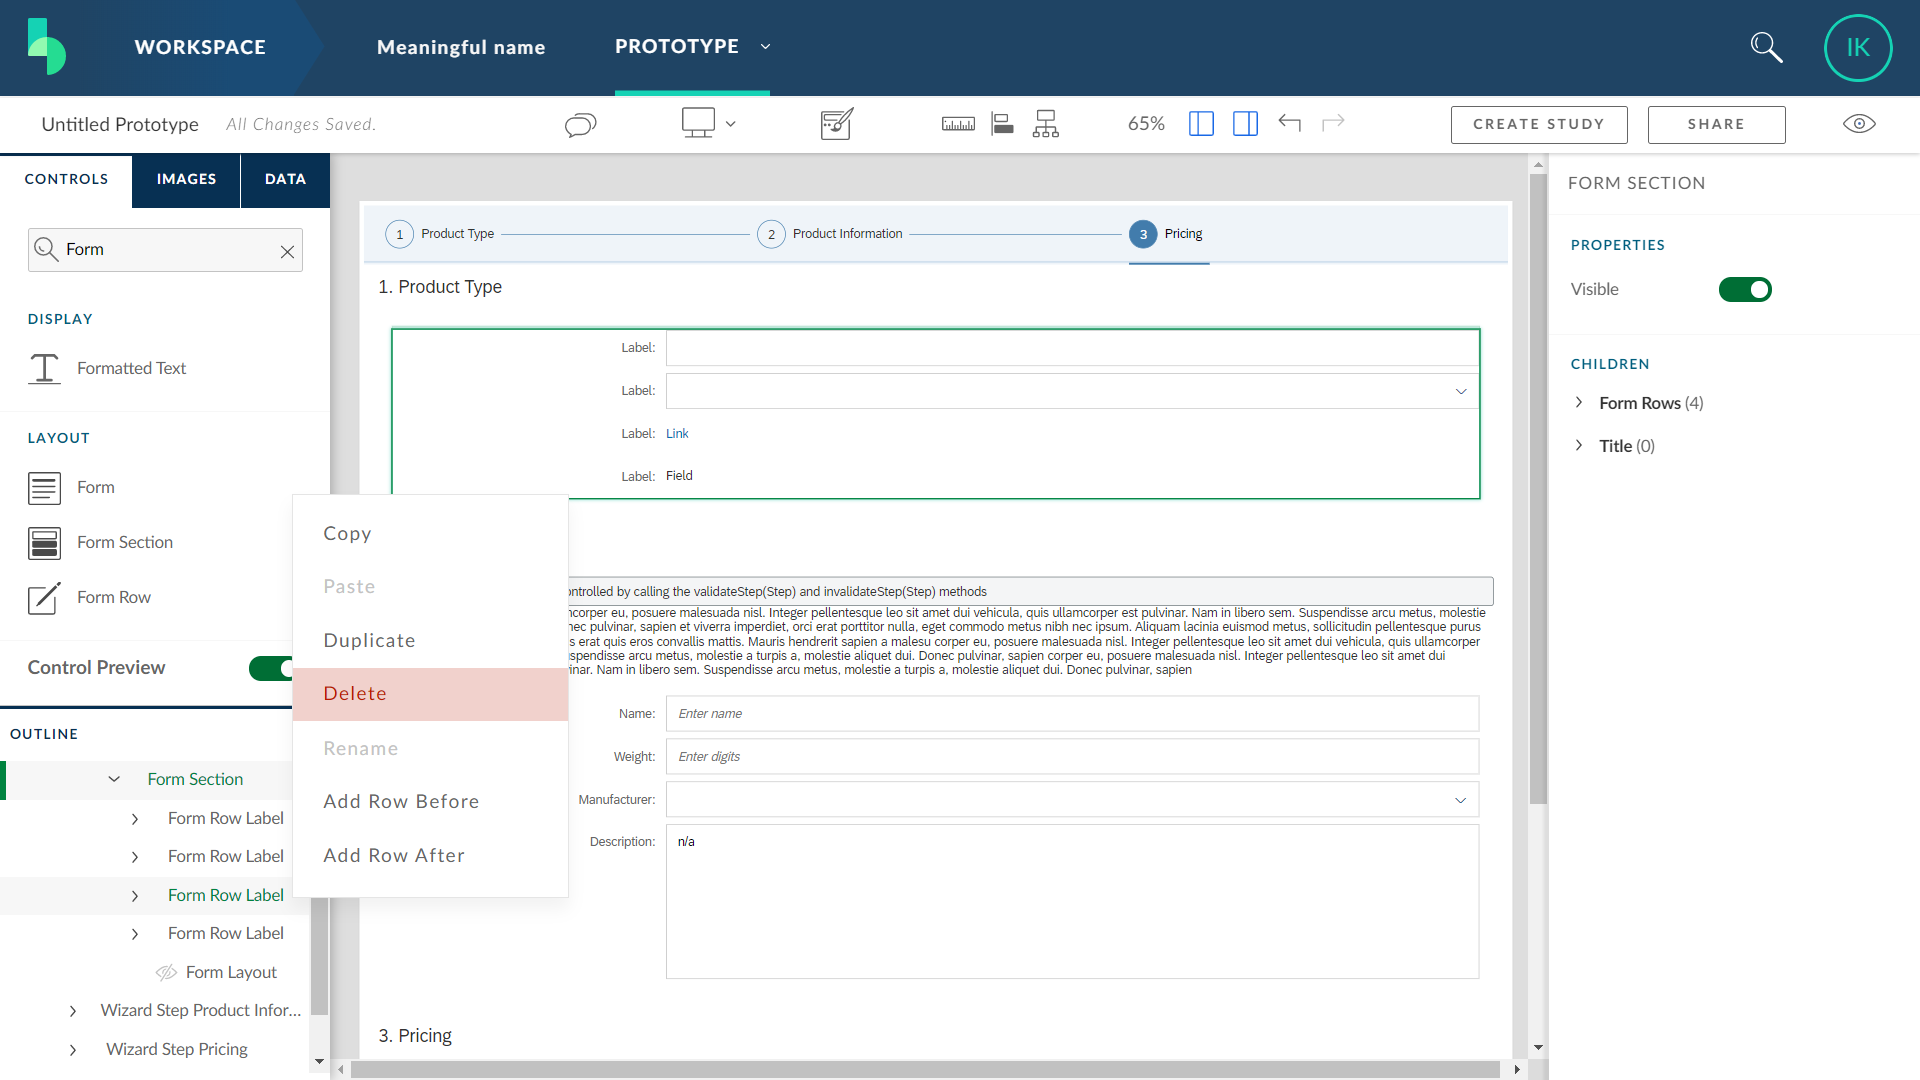 WORKSPACE
Meaningful name
PROTOTYPE
IK
Untitled Prototype
All Changes Saved.
65%
CREATE STUDY
SHARE
CONTROLS
IMAGES
DATA
Form
DISPLAY
Formatted Text
LAYOUT
Form
Form Section
Form Row
Control Preview
OUTLINE
Form Section
Form Row Label
Form Row Label
Form Row Label
Form Row Label
Form Layout
Wizard Step Product Infor...
Wizard Step Pricing
Copy
Paste
Duplicate
Delete
Rename
Add Row Before
Add Row After
1 Product Type
2 Product Information
3 Pricing
1. Product Type
Label:
Label:
Label: Link
Label: Field
ontrolled by calling the validateStep(Step) and invalidateStep(Step) methods
corper eu, posuere malesuada nisl. Integer pellentesque leo sit amet dui vehicula, quis ullamcorper est pulvinar. Nam in libero sem. Suspendisse arcu metus, molestie
nec pulvinar, sapien et viverra imperdiet, orci erat porttitor nulla, eget commodo metus nibh nec ipsum. Aliquam lacinia euismod metus, sollicitudin pellentesque purus
s erat quis eros convallis mattis. Mauris hendrerit sapien a malesu corper eu, posuere malesuada nisl. Integer pellentesque leo sit amet dui vehicula, quis ullamcorper
spendisse arcu metus, molestie a turpis a, molestie aliquet dui. Donec pulvinar, sapien corper eu, posuere malesuada nisl. Integer pellentesque leo sit amet dui
inar. Nam in libero sem. Suspendisse arcu metus, molestie a turpis a, molestie aliquet dui. Donec pulvinar, sapien
Name: Enter name
Weight: Enter digits
Manufacturer:
Description: n/a
3. Pricing
FORM SECTION
PROPERTIES
Visible
CHILDREN
Form Rows (4)
Title (0)